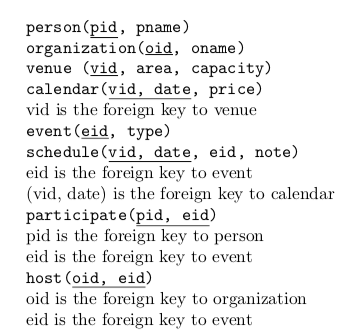 person(pid, pname)
organization(oid, oname)
venue (vid, area, capacity)
calendar(vid, date, price)
vid is the foreign key to venue
event(eid, type)
schedule(vid, date, eid, note)
eid is the foreign key to event
(vid, date) is the foreign key to calendar
participate(pid, eid)
pid is the foreign key to person
eid is the foreign key to event
host(oid, eid)
oid is the foreign key to organization
eid is the foreign key to event